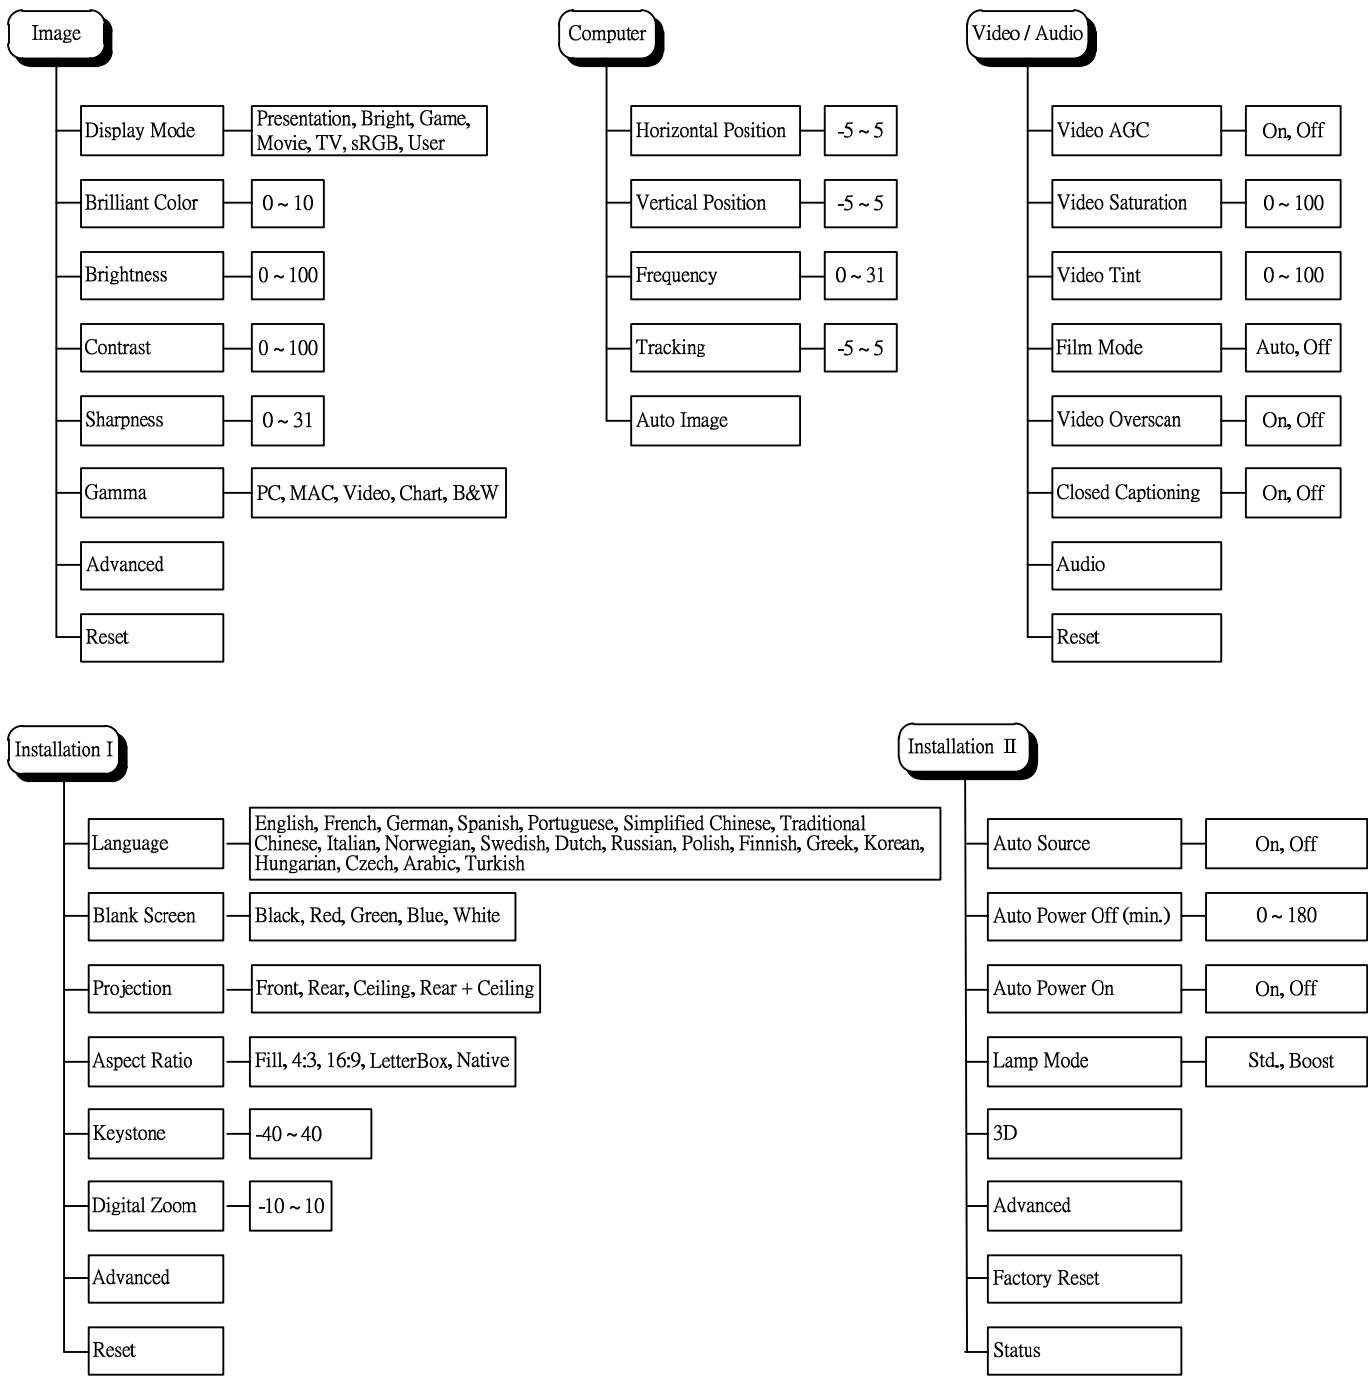 Image
Display Mode
Presentation, Bright, Game,
Movie, TV, sRGB, User
Brilliant Color
0 ~ 10
Brightness
0 ~ 100
Contrast
0 ~ 100
Sharpness
0 ~ 31
Gamma
PC, MAC, Video, Chart, B&W
Advanced
Reset
Computer
Horizontal Position
-5 ~ 5
Vertical Position
-5 ~ 5
Frequency
0 ~ 31
Tracking
-5 ~ 5
Auto Image
Video / Audio
Video AGC
On, Off
Video Saturation
0 ~ 100
Video Tint
0 ~ 100
Film Mode
Auto, Off
Video Overscan
On, Off
Closed Captioning
On, Off
Audio
Reset
Installation I
Language
English, French, German, Spanish, Portuguese, Simplified Chinese, Traditional
Chinese, Italian, Norwegian, Swedish, Dutch, Russian, Polish, Finnish, Greek, Korean,
Hungarian, Czech, Arabic, Turkish
Blank Screen
Black, Red, Green, Blue, White
Projection
Front, Rear, Ceiling, Rear + Ceiling
Aspect Ratio
Fill, 4:3, 16:9, LetterBox, Native
Keystone
-40 ~ 40
Digital Zoom
-10 ~ 10
Advanced
Reset
Installation II
Auto Source
On, Off
Auto Power Off (min.)
0 ~ 180
Auto Power On
On, Off
Lamp Mode
Std., Boost
3D
Advanced
Factory Reset
Status